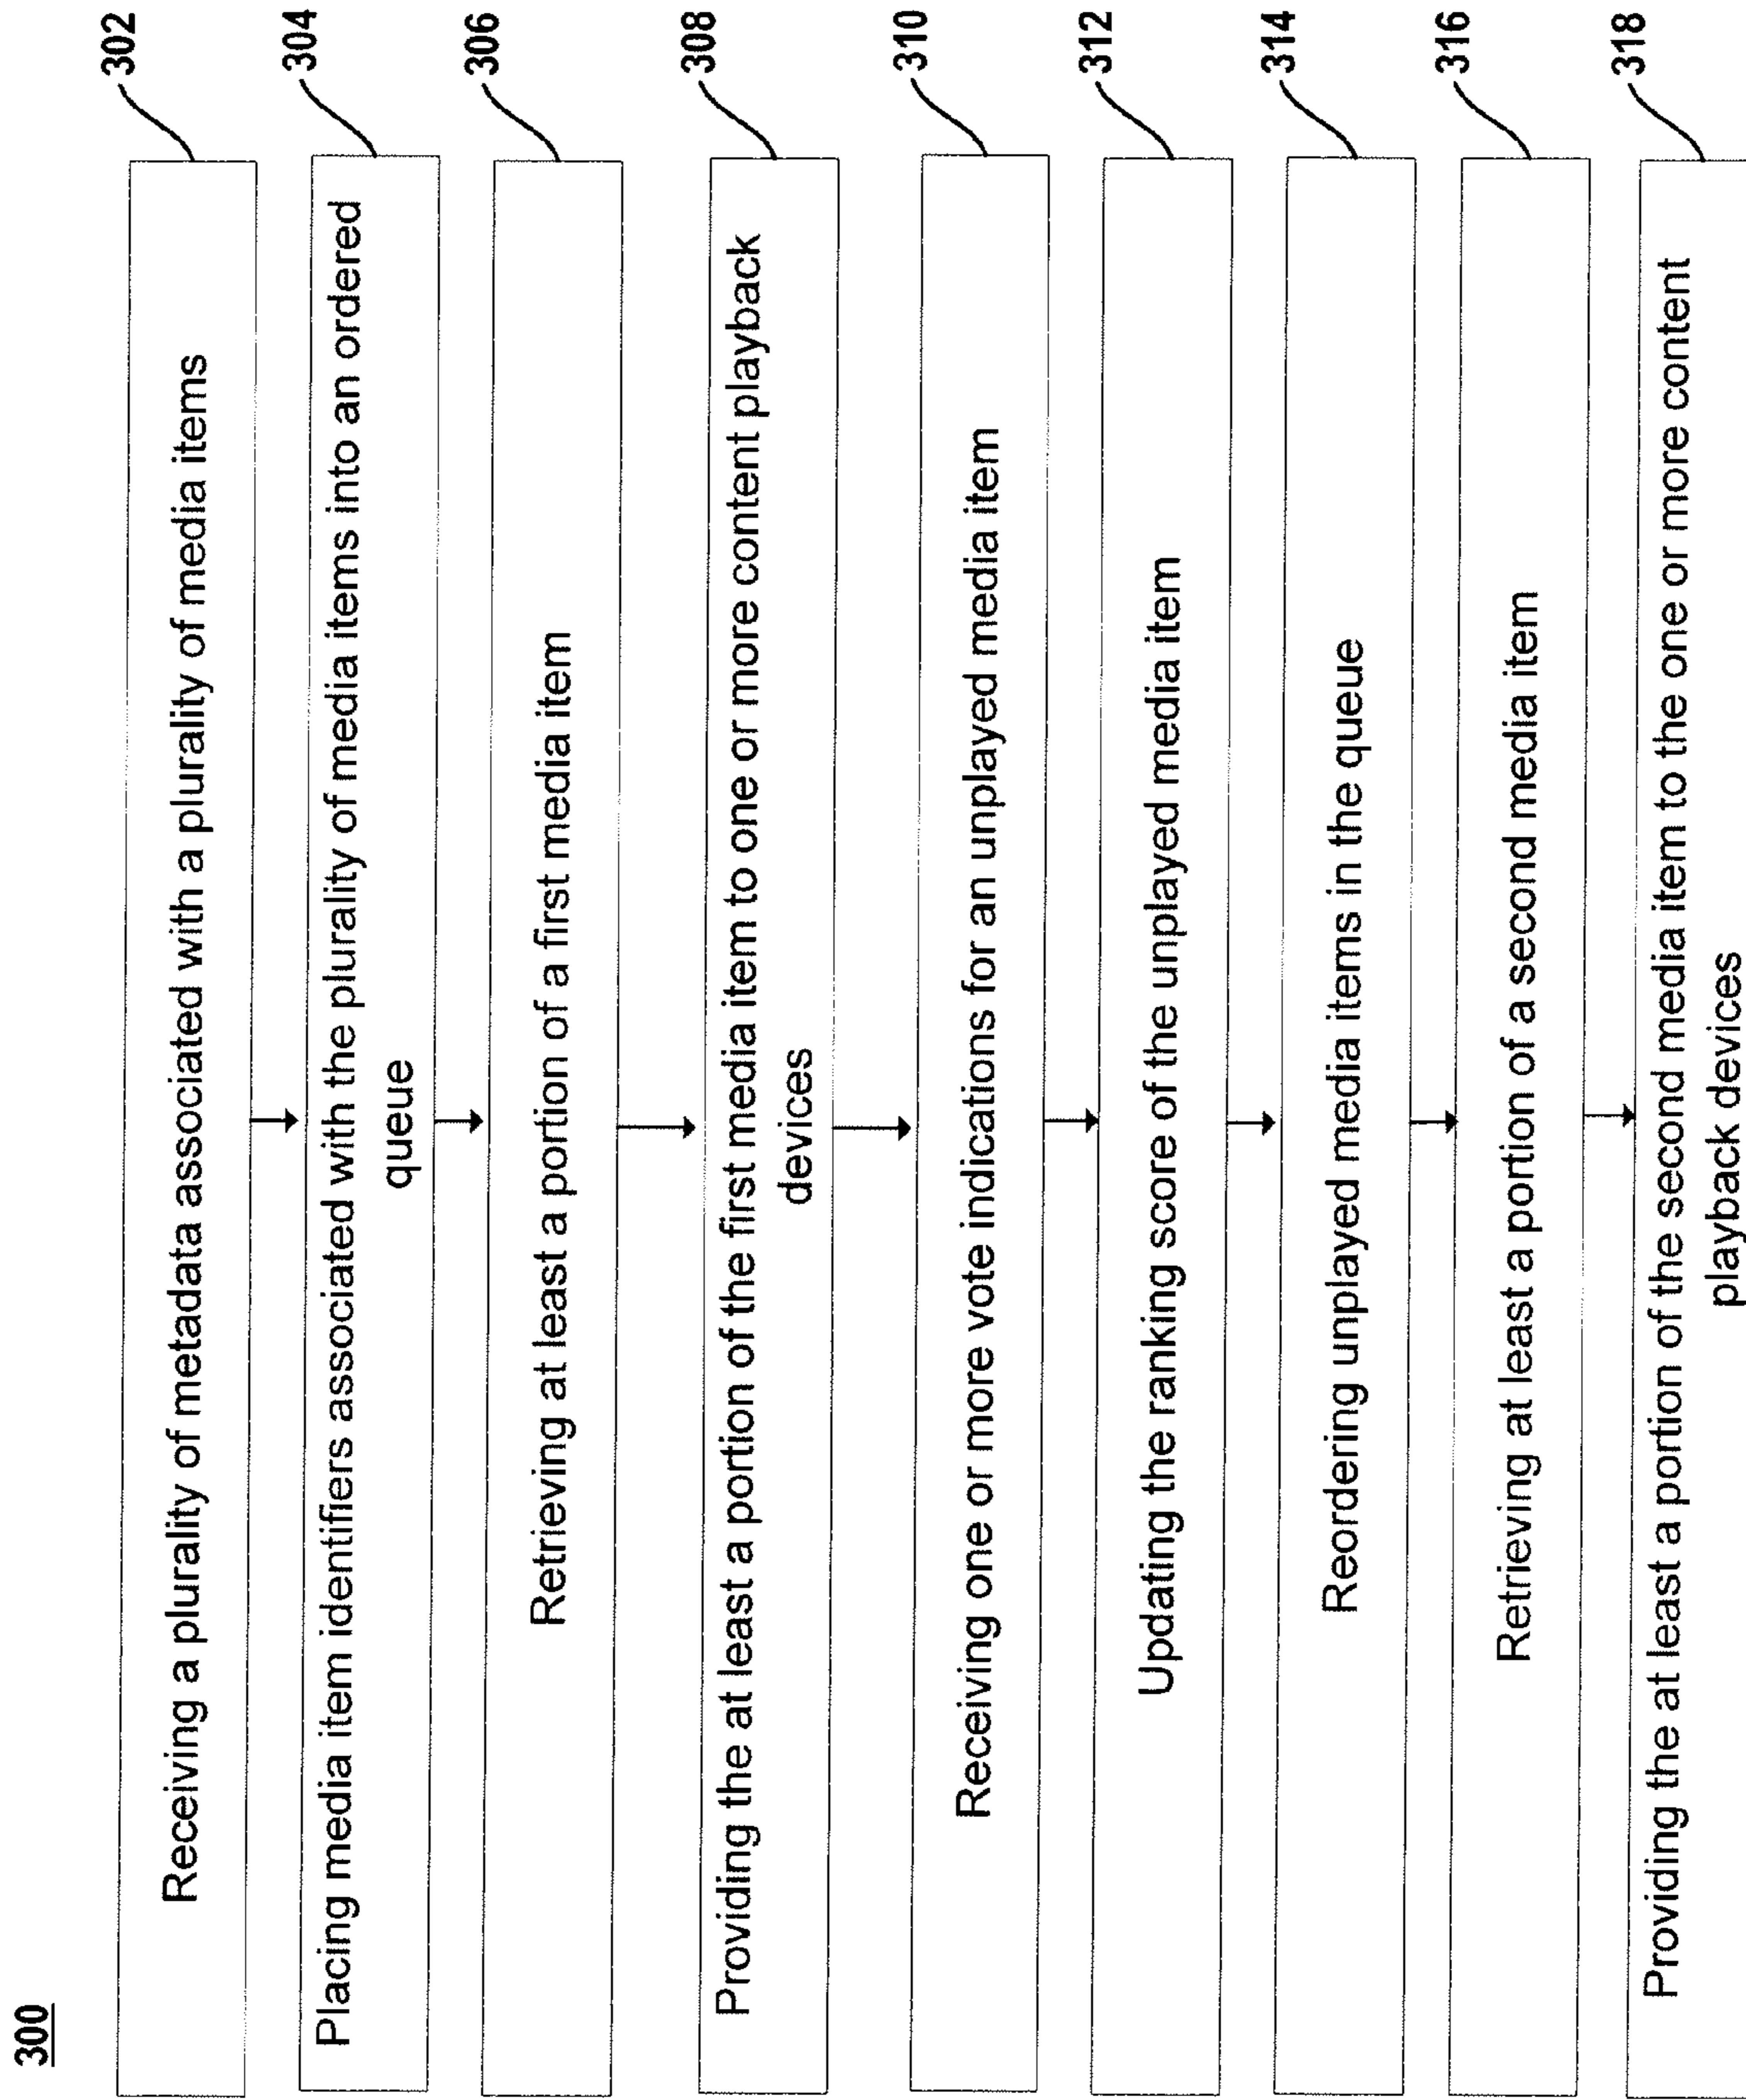 300
Receiving a plurality of metadata associated with a plurality of media items
302
Placing media item identifiers associated with the plurality of media items into an ordered
queue
304
Retrieving at least a portion of a first media item
306
Providing the at least a portion of the first media item to one or more content playback
devices
308
Receiving one or more vote indications for an unplayed media item
310
Updating the ranking score of the unplayed media item
312
Reordering unplayed media items in the queue
314
Retrieving at least a portion of a second media item
316
Providing the at least a portion of the second media item to the one or more content
playback devices
318